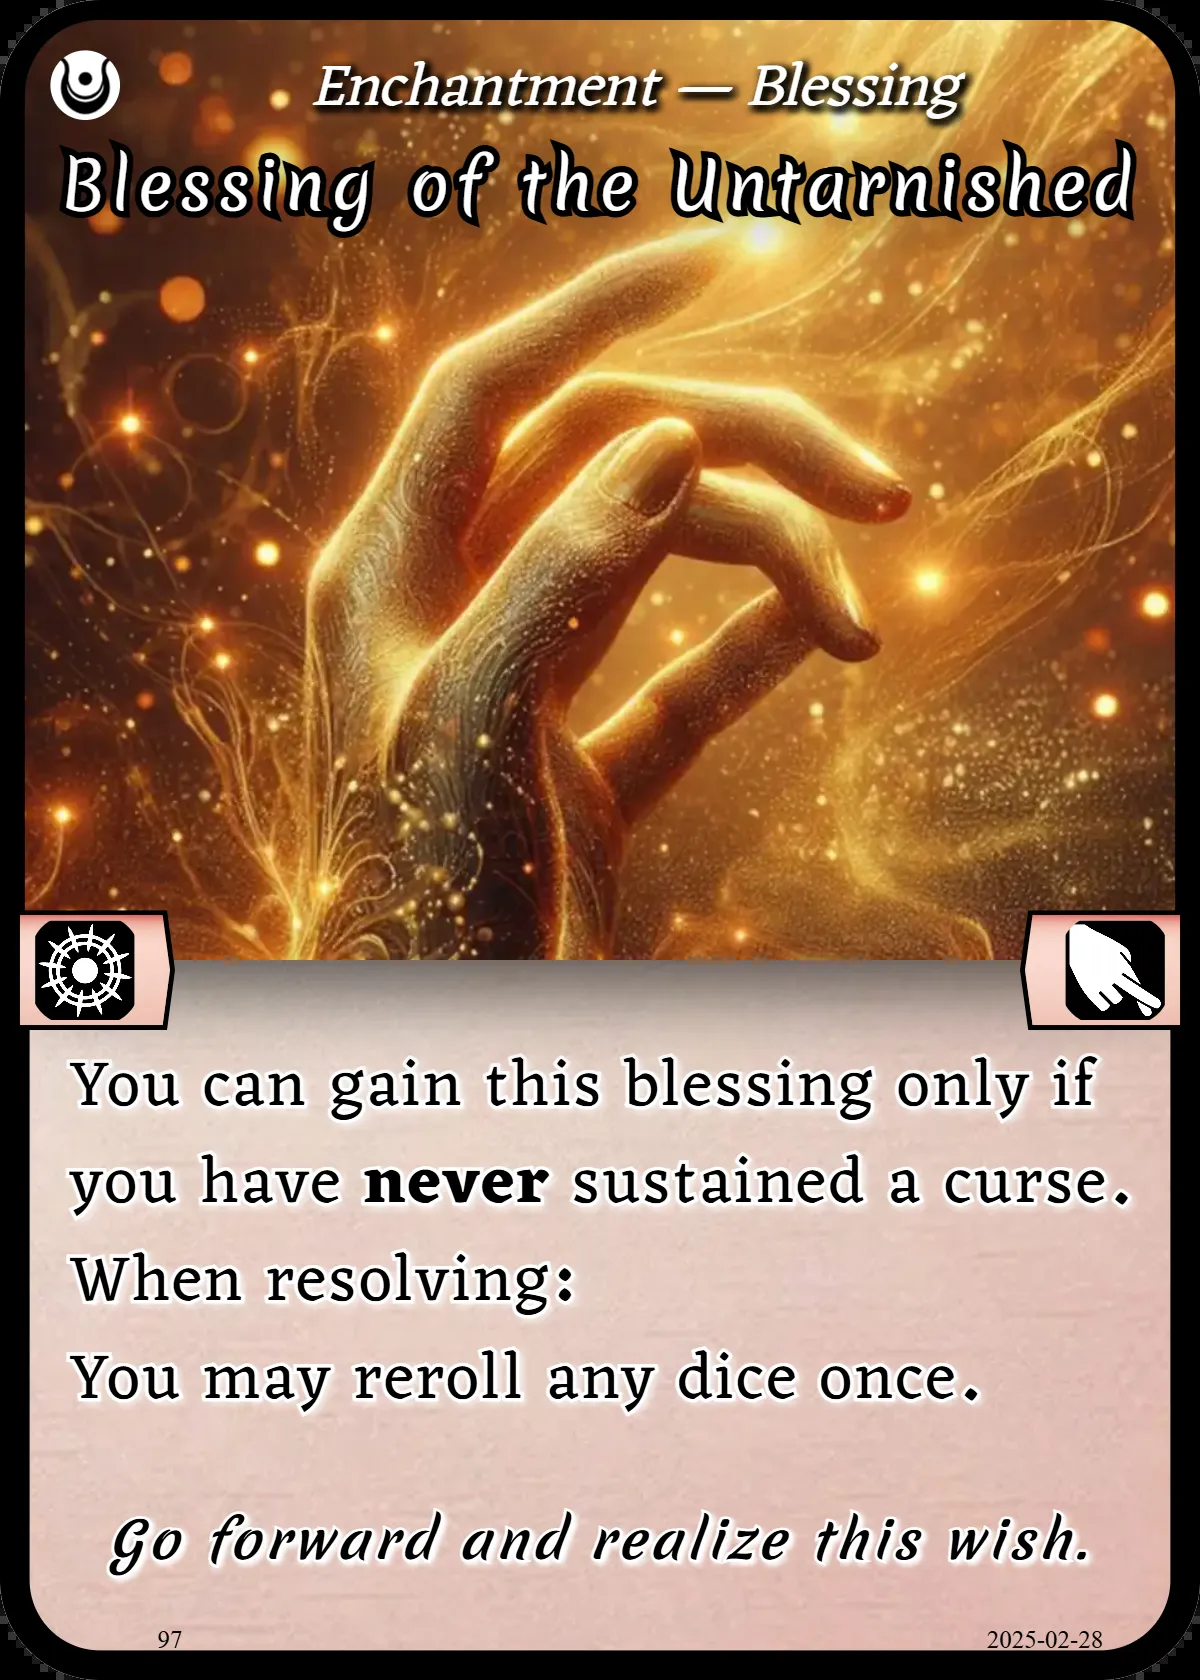 Enchantment — Blessing
Blessing of the Untarnished
You can gain this blessing only if
you have never sustained a curse.
When resolving:
You may reroll any dice once.
Go forward and realize this wish.
97
2025-02-28